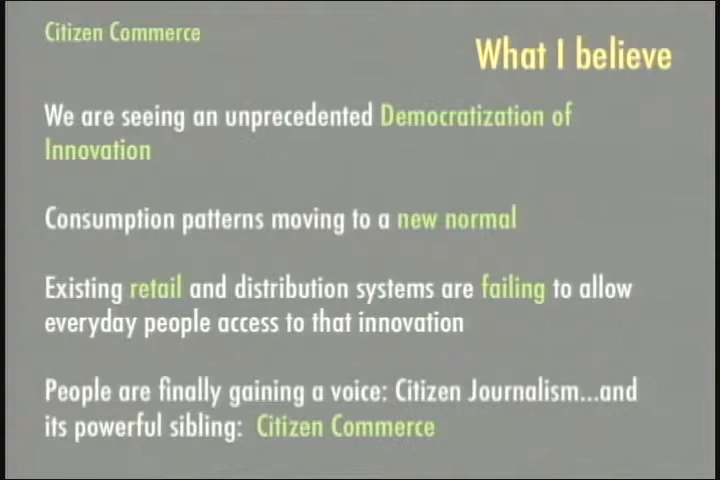 Citizen Commerce
What I believe
We are seeing an unprecedented Democratization of
Innovation
Consumption patterns moving to a new normal
Existing retail and distribution systems are failing to allow
everyday people access to that innovation
People are finally gaining a voice: Citizen Journalism...and
its powerful sibling: Citizen Commerce